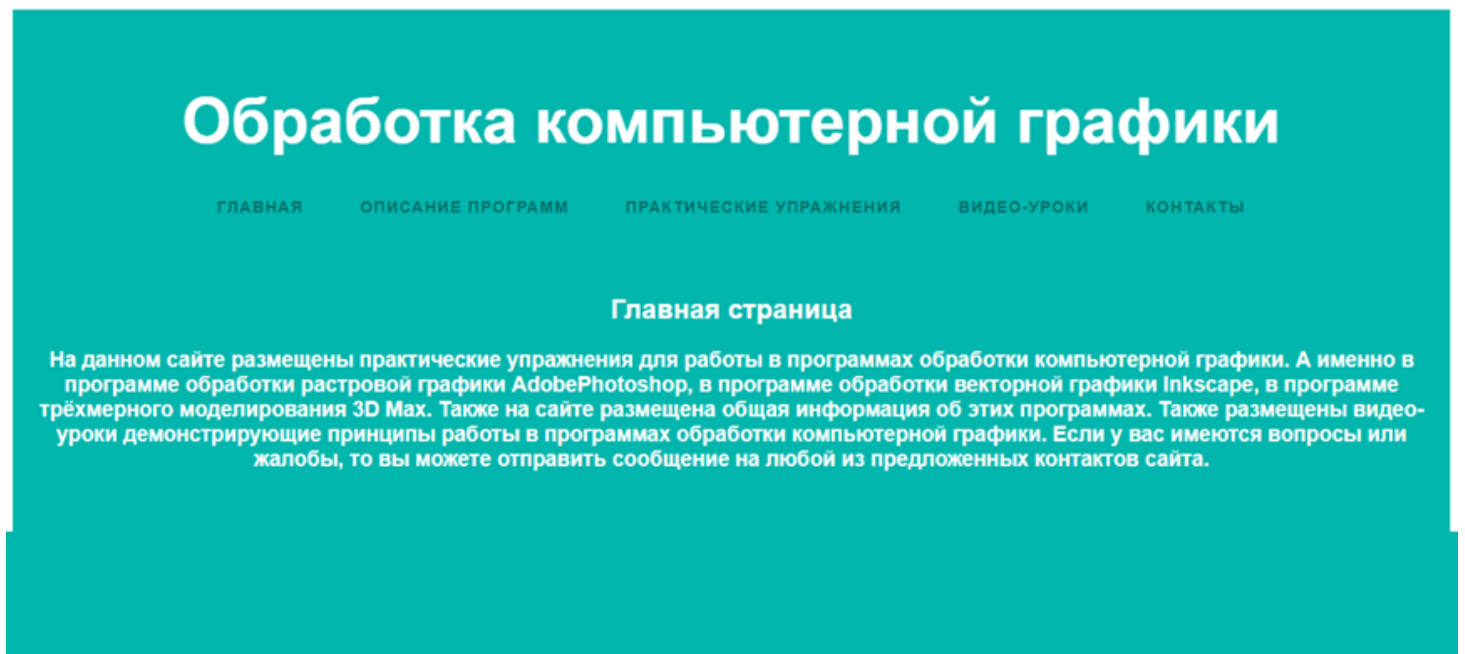 Обработка компьютерной графики
ГЛАВНАЯ ОПИСАНИЕ ПРОГРАММ ПРАКТИЧЕСКИЕ УПРАЖНЕНИЯ ВИДЕО-УРОКИ КОНТАКТЫ
Главная страница
На данном сайте размещены практические упражнения для работы в программах обработки компьютерной графики. А именно в
программе обработки растровой графики AdobePhotoshop, в программе обработки векторной графики Inkscape, в программе
трёхмерного моделирования 3D Max. Также на сайте размещена общая информация об этих программах. Также размещены видео-
уроки демонстрирующие принципы работы в программах обработки компьютерной графики. Если у вас имеются вопросы или
жалобы, то вы можете отправить сообщение на любой из предложенных контактов сайта.